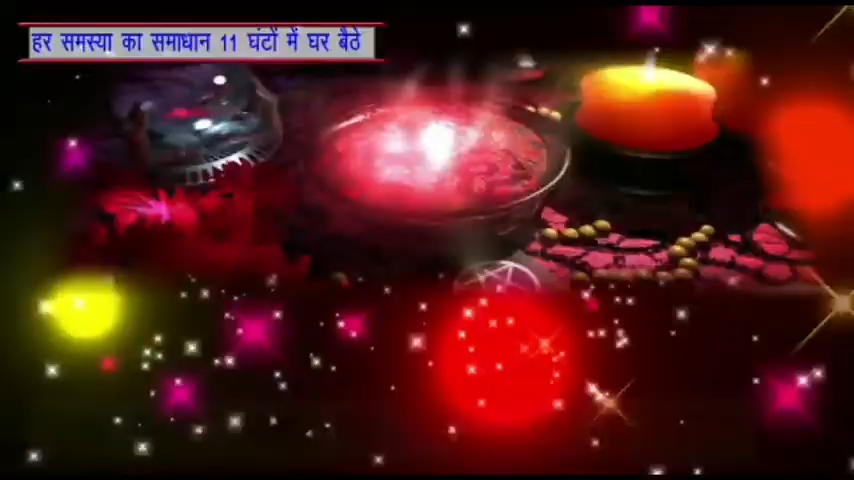 हर समस्या का समाधान 11 घंटों में घर बैठे